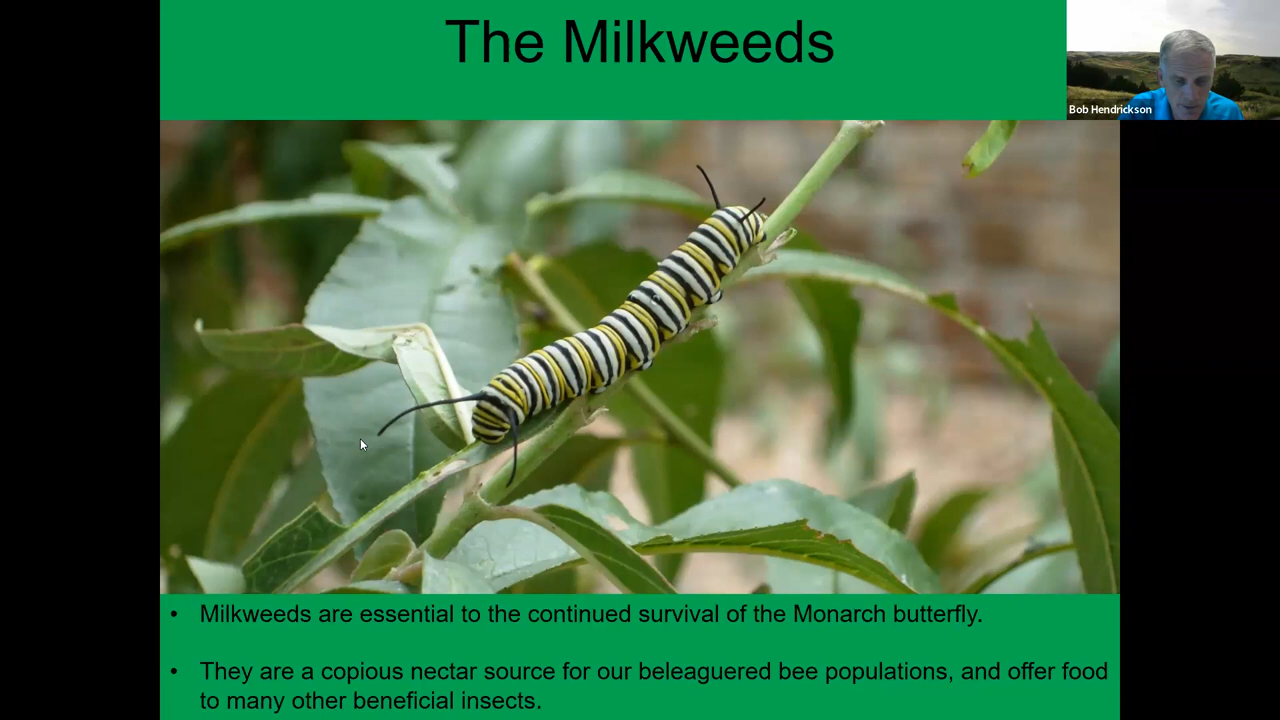 The Milkweeds
Bob Hendrickson
• Milkweeds are essential to the continued survival of the Monarch butterfly.
• They are a copious nectar source for our beleaguered bee populations, and offer food
to many other beneficial insects.